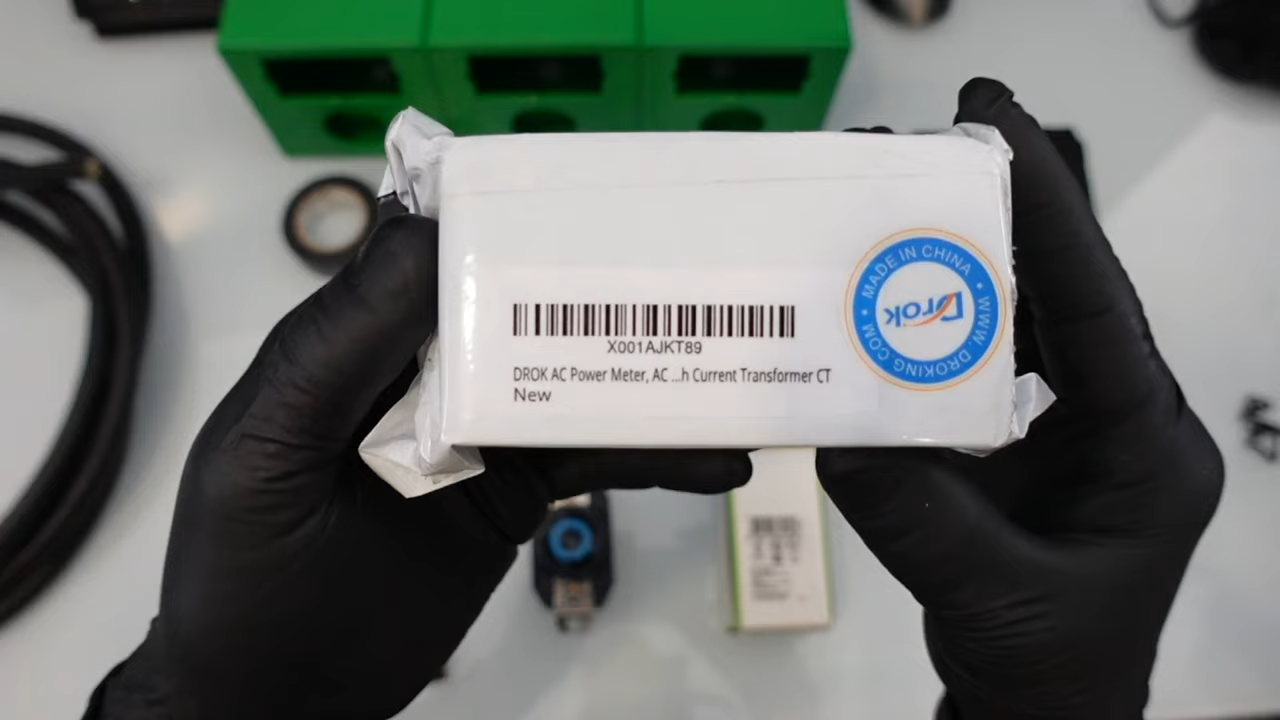 X001AJKT89
DROK AC Power Meter, AC ...h Current Transformer CT
New
MADE IN CHINA
WWW. DROKING.COM
Drok